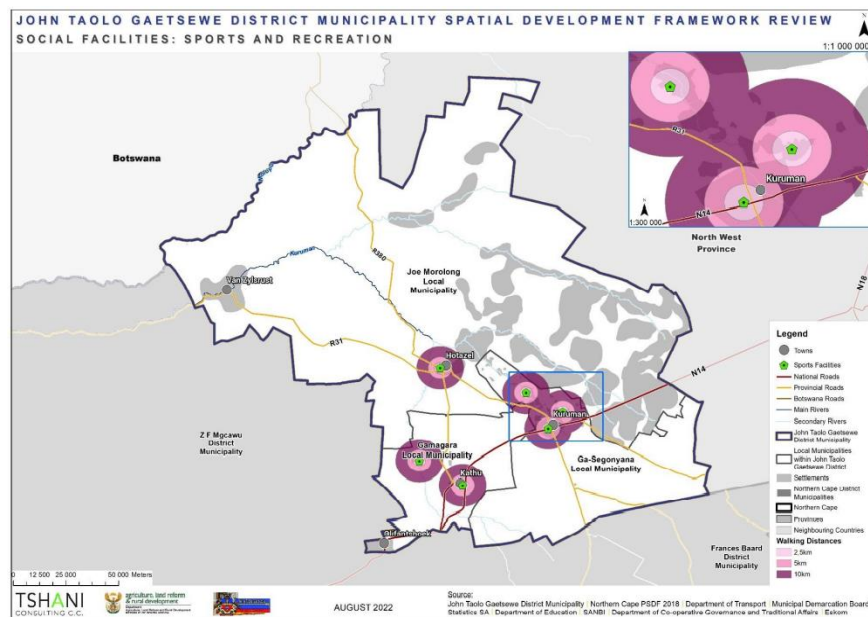 JOHN TAOLO GAETSEWE DISTRICT MUNICIPALITY SPATIAL DEVELOPMENT FRAMEWORK REVIEW
SOCIAL FACILITIES: SPORTS AND RECREATION
N
1:1 000 000
R31
Kuruman
N
1:300 000
N14
Botswana
North West
Province
Kuruman
R380
Joe Morolong
Local
Municipality
Van Zylsrust
N18
R31
Hotazel
N14
Kuruman
Z F Mgcawu
District
Municipality
Gamagara
Local Municipality
Ga-Segonyana
Local Municipality
Kathu
Olifantshoek
Frances Baard
District
Municipality
Legend
Towns
Sports Facilities
National Roads
Provincial Roads
Botswana Roads
Main Rivers
Secondary Rivers
John Taolo Gaetsewe
District Municipality
Local Municipalities
within John Taolo
Gaetsewe District
Settlements
Northern Cape District
Municipalities
Northern Cape
Provinces
Neighbouring Countries
Walking Distances
2.5km
5km
10km
0 12 500 25 000 50 000 Meters
TSHANI
CONSULTING C.C.
agriculture, land reform
& rural development
AUGUST 2022
Source:
John Taolo Gaetsewe District Municipality | Northern Cape PSDF 2018 | Department of Transport | Municipal Demarcation Board
Statistics SA | Department of Education | SANBI | Department of Co-operative Governance and Traditional Affairs | Eskom